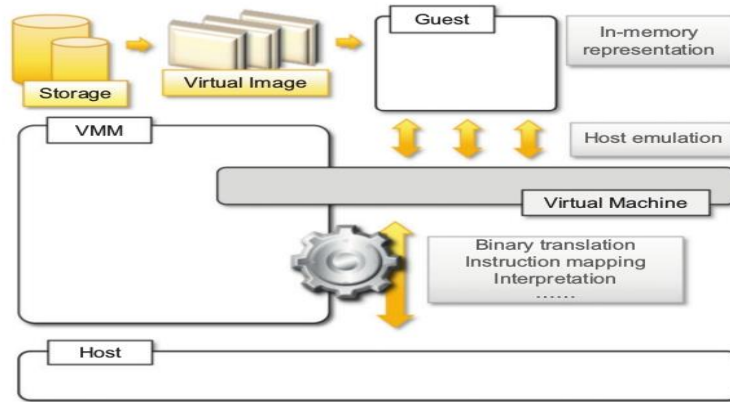 Guest
In-memory
representation
Storage
Virtual Image
VMM
Host emulation
Virtual Machine
Binary translation
Instruction mapping
Interpretation
......
Host